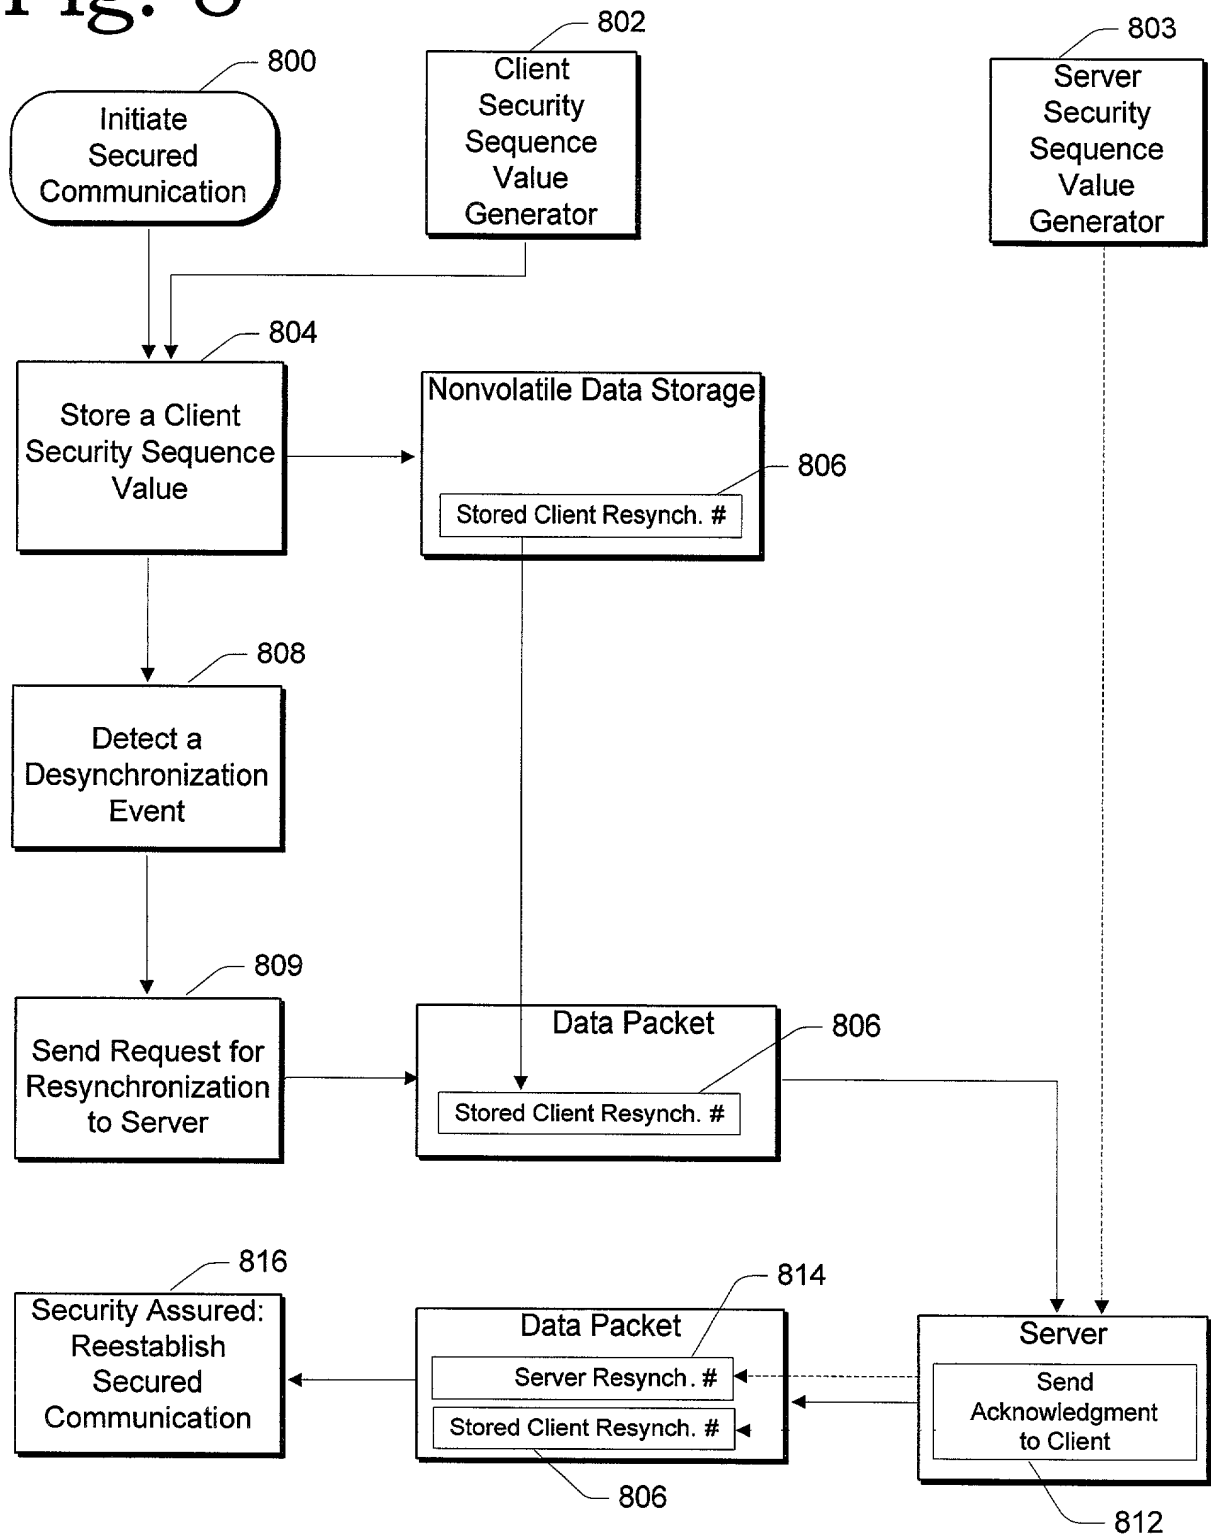 Fig. 8
800
Initiate
Secured
Communication
802
Client
Security
Sequence
Value
Generator
803
Server
Security
Sequence
Value
Generator
804
Store a Client
Security Sequence
Value
Nonvolatile Data Storage
806
Stored Client Resynch. #
808
Detect a
Desynchronization
Event
809
Send Request for
Resynchronization
to Server
Data Packet
806
Stored Client Resynch. #
816
Security Assured:
Reestablish
Secured
Communication
814
Data Packet
Server Resynch. #
Stored Client Resynch. #
806
Server
Send
Acknowledgment
to Client
812